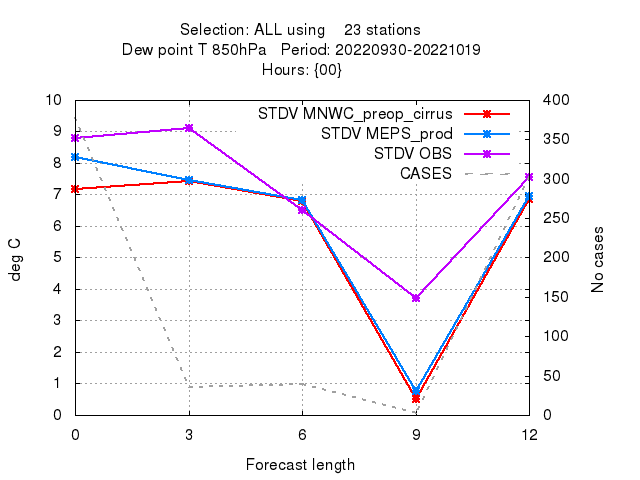 Selection: ALL using    23 stations
Dew point T 850hPa   Period: 20220930-20221019
Hours: {00}
STDV MNWC_preop_cirrus
STDV MEPS_prod
STDV OBS
CASES
deg C
No cases
10
9
8
7
6
5
4
3
2
1
0
400
350
300
250
200
150
100
50
0
0
3
6
9
12
Forecast length